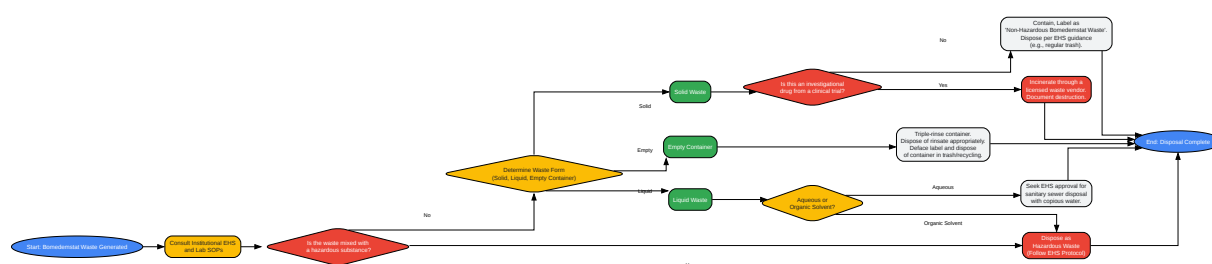 Start: Bomedemstat Waste Generated
Consult Institutional EHS
and Lab SOPs
Is the waste mixed with
a hazardous substance?
No
Determine Waste Form
(Solid, Liquid, Empty Container)
Solid
Empty
Liquid
Solid Waste
Empty Container
Liquid Waste
Is this an investigational
drug from a clinical trial?
No
Yes
Contain, Label as
'Non-Hazardous Bomedemstat Waste'.
Dispose per EHS guidance
(e.g., regular trash).
Incinerate through a
licensed waste vendor.
Document destruction.
Triple-rinse container.
Dispose of rinsate appropriately.
Deface label and dispose
of container in trash/recycling.
Aqueous or
Organic Solvent?
Aqueous
Organic Solvent
Seek EHS approval for
sanitary sewer disposal
with copious water.
Dispose as
Hazardous Waste
(Follow EHS Protocol)
End: Disposal Complete